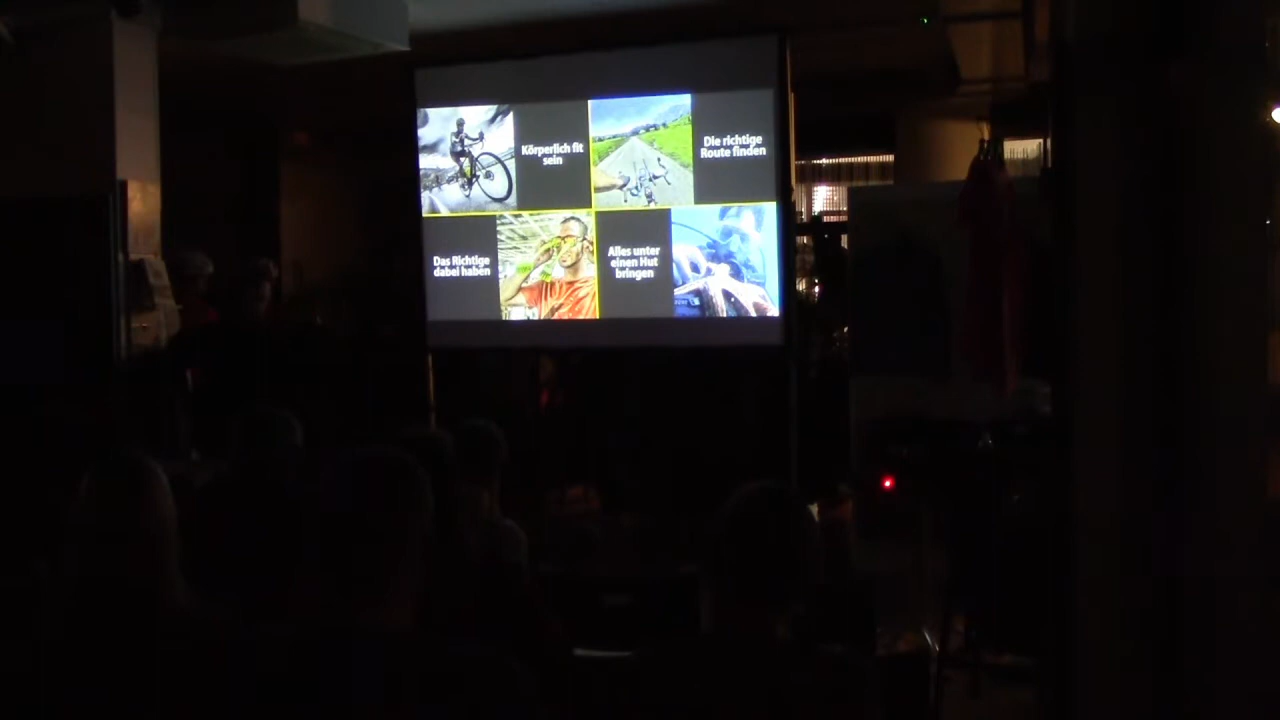 Körperlich fit
sein
Die richtige
Route finden
Das Richtige
dabei haben
Alles unter
einen Hut
bringen